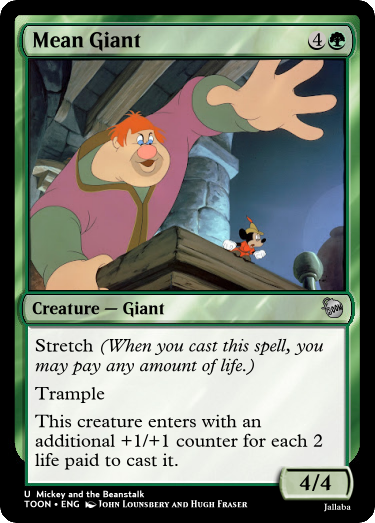 Mean Giant 4
Creature — Giant
BOOM
Stretch (When you cast this spell, you
may pay any amount of life.)
Trample
This creature enters with an
additional +1/+1 counter for each 2
life paid to cast it.
4/4
U Mickey and the Beanstalk
TOON • ENG John Lounsbery and Hugh Fraser
Jallaba